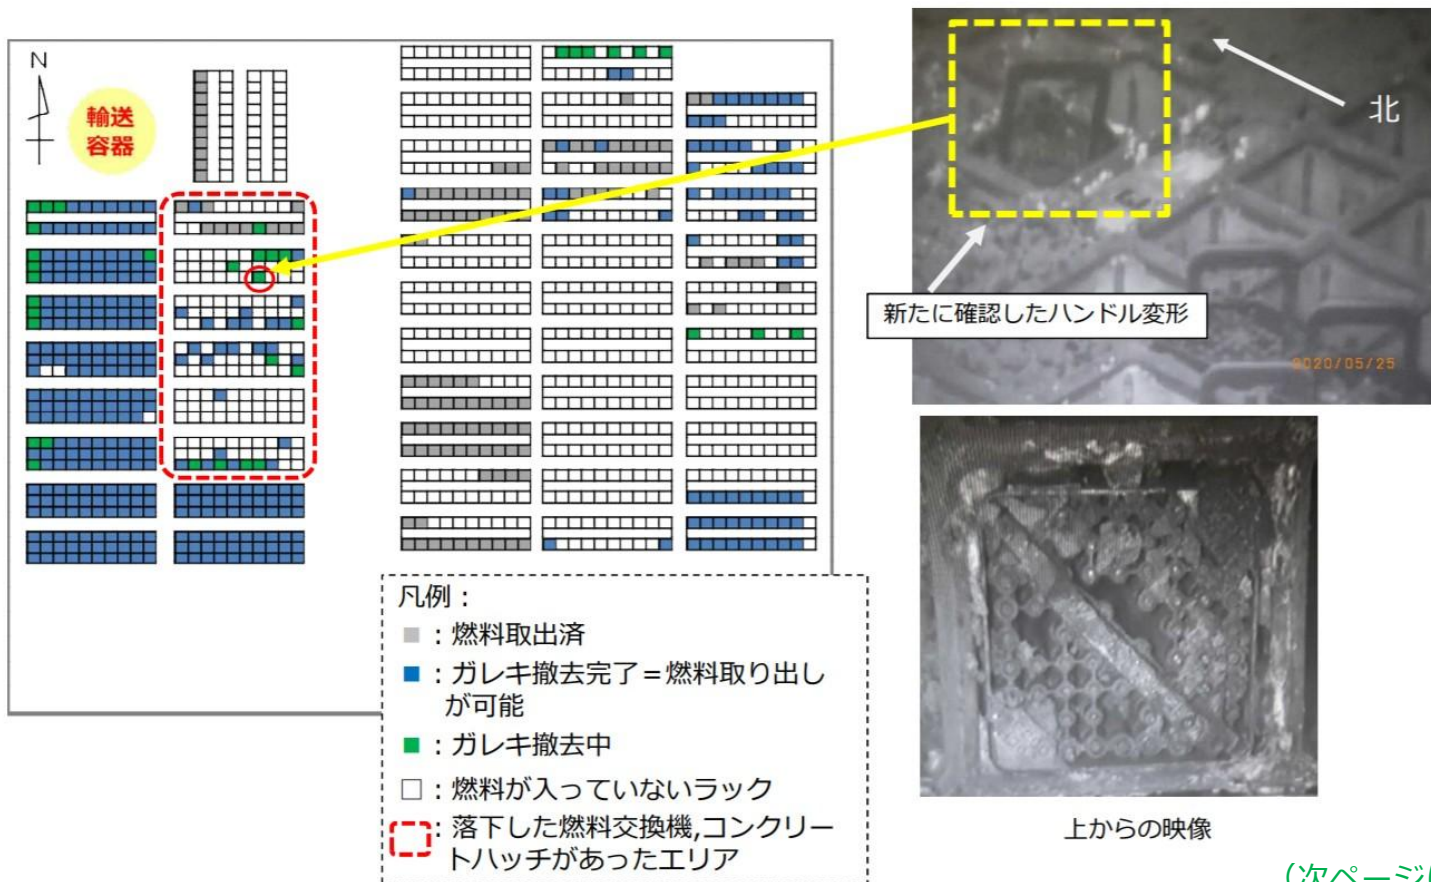 N
輸送
容器
北
新たに確認したハンドル変形
2020/05/25
凡例：
：燃料取出済
：ガレキ撤去完了＝燃料取り出し
が可能
：ガレキ撤去中
：燃料が入っていないラック
：落下した燃料交換機,コンクリー
トハッチがあったエリア
上からの映像
（次ページ